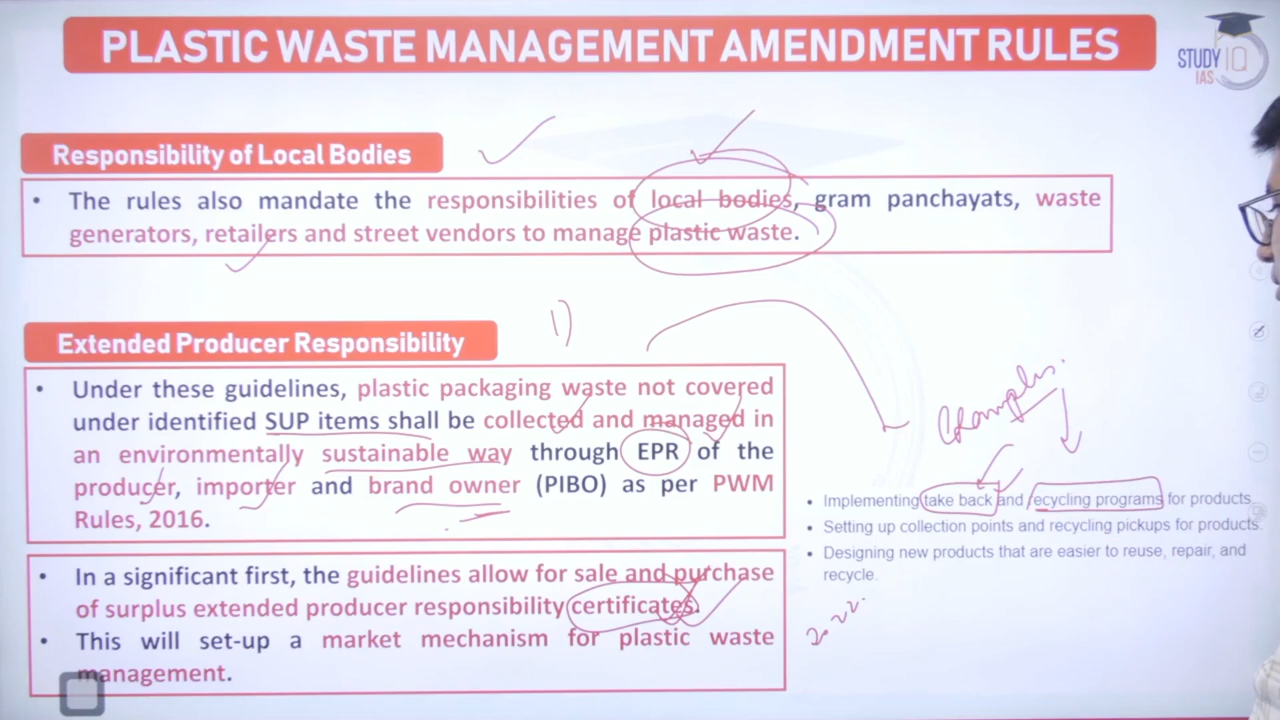 PLASTIC WASTE MANAGEMENT AMENDMENT RULES
STUDY IQ
IAS
Responsibility of Local Bodies
• The rules also mandate the responsibilities of local bodies, gram panchayats, waste
generators, retailers and street vendors to manage plastic waste.
1)
Extended Producer Responsibility
• Under these guidelines, plastic packaging waste not covered
under identified SUP items shall be collected and managed in
an environmentally sustainable way through EPR of the
producer, importer and brand owner (PIBO) as per PWM
Rules, 2016.
• In a significant first, the guidelines allow for sale and purchase
of surplus extended producer responsibility certificates.
• This will set-up a market mechanism for plastic waste
management.
Examples.
• Implementing take back and recycling programs for products.
• Setting up collection points and recycling pickups for products.
• Designing new products that are easier to reuse, repair, and
recycle.
2022.